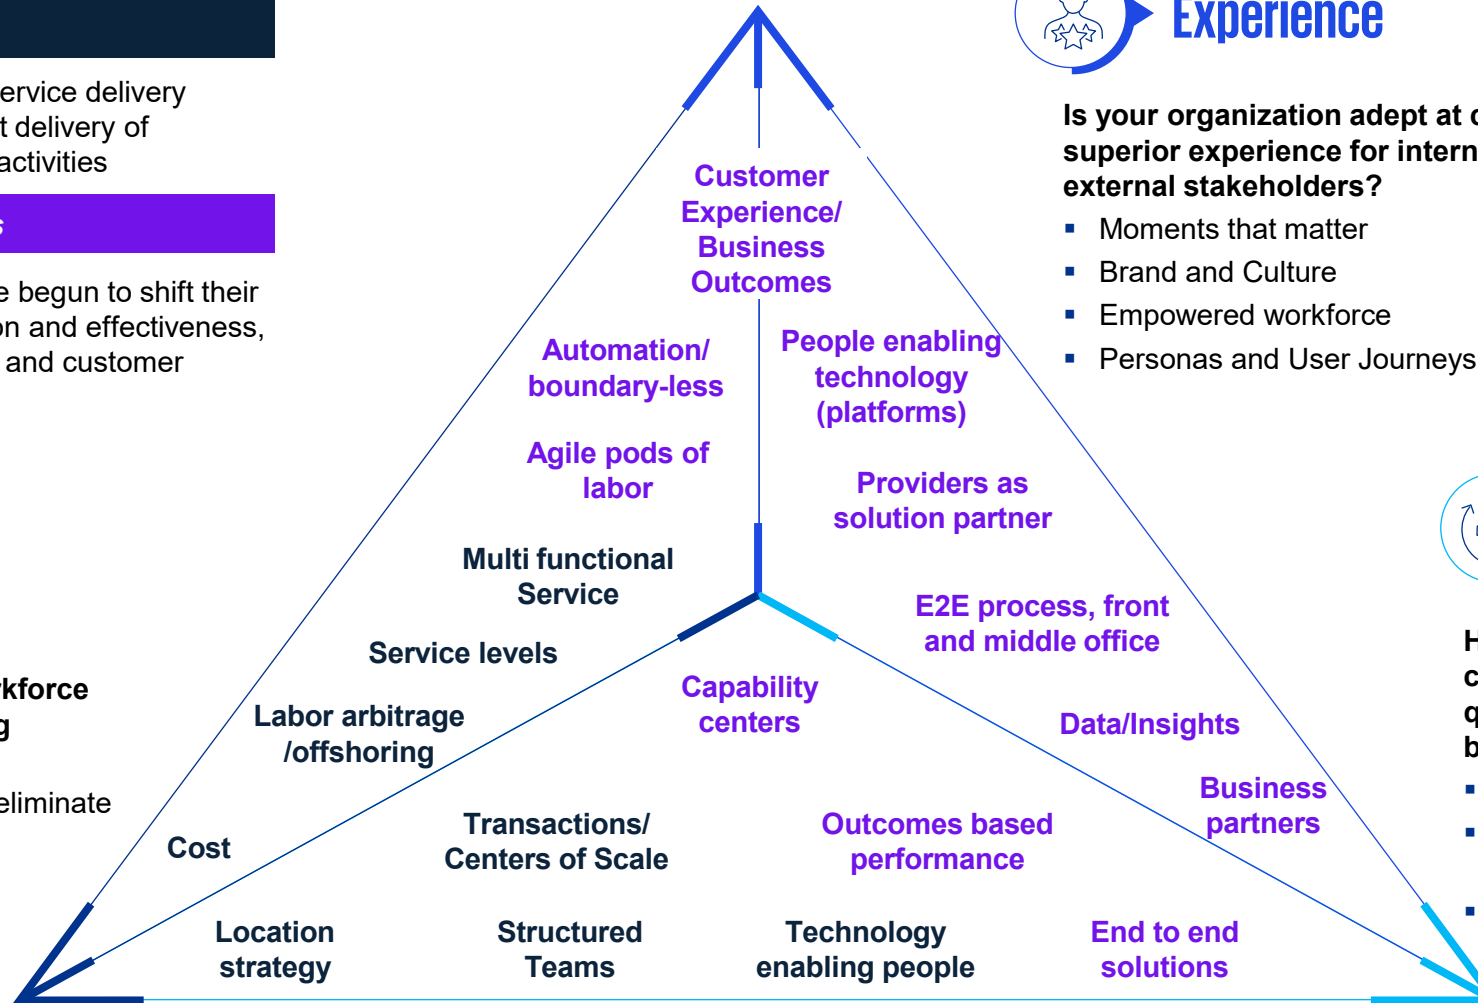 ervice delivery
t delivery of
activities
s
e begun to shift their
on and effectiveness,
and customer
rkforce
g
eliminate
Customer
Experience/
Business
Outcomes
Automation/
boundary-less
People enabling
technology
(platforms)
Agile pods of
labor
Providers as
solution partner
Multi functional
Service
E2E process, front
and middle office
Service levels
Capability
centers
Labor arbitrage
/offshoring
Data/Insights
Business
partners
Cost
Transactions/
Centers of Scale
Outcomes based
performance
Location
strategy
Structured
Teams
Technology
enabling people
End to end
solutions
Experience
Is your organization adept at
superior experience for intern
external stakeholders?
▪ Moments that matter
▪ Brand and Culture
▪ Empowered workforce
▪ Personas and User Journeys
H
c
q
b